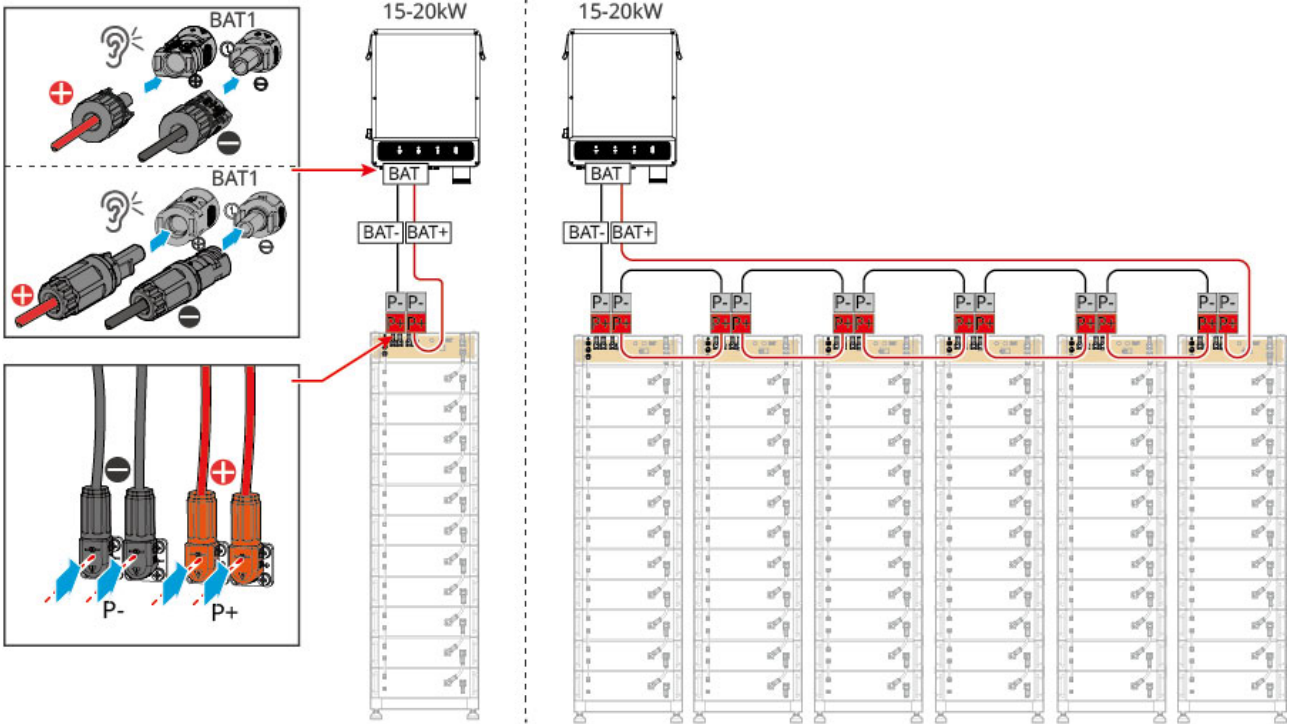 BAT1
BAT1
P-
P+
15-20kW
BAT
BAT- BAT+
P- P-
P+ P+
15-20kW
BAT
BAT- BAT+
P- P- P- P- P- P- P- P- P- P- P- P-
P+ P+ P+ P+ P+ P+ P+ P+ P+ P+ P+ P+